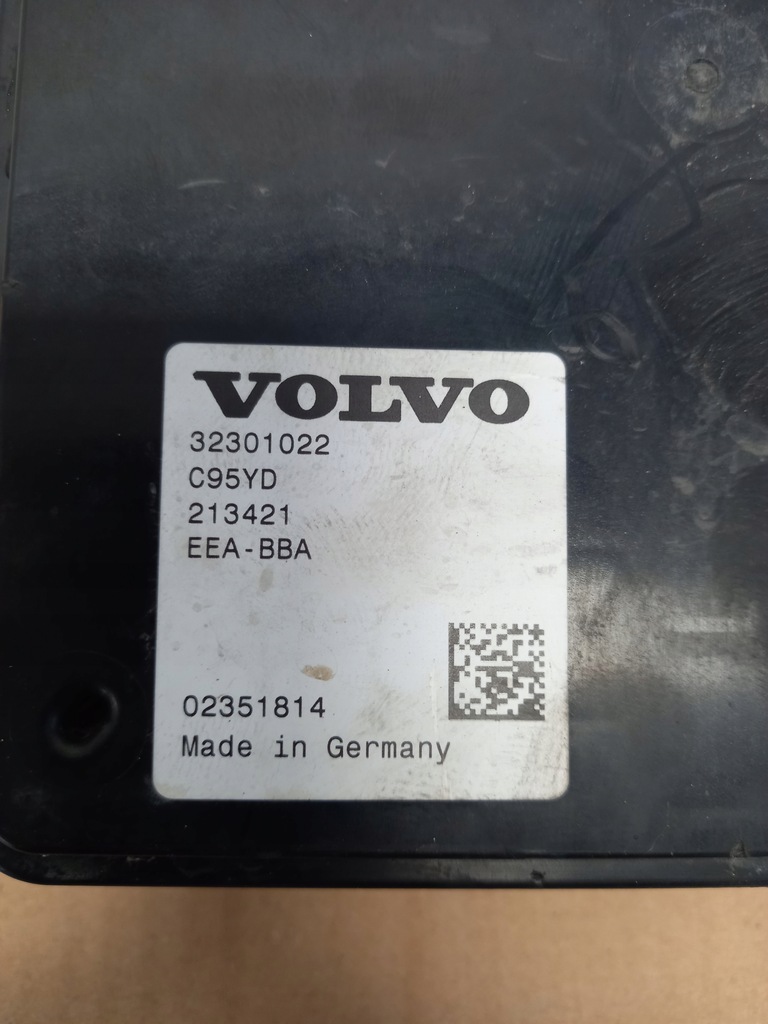 VOLVO
32301022
C95YD
213421
EEA-BBA
02351814
Made in Germany